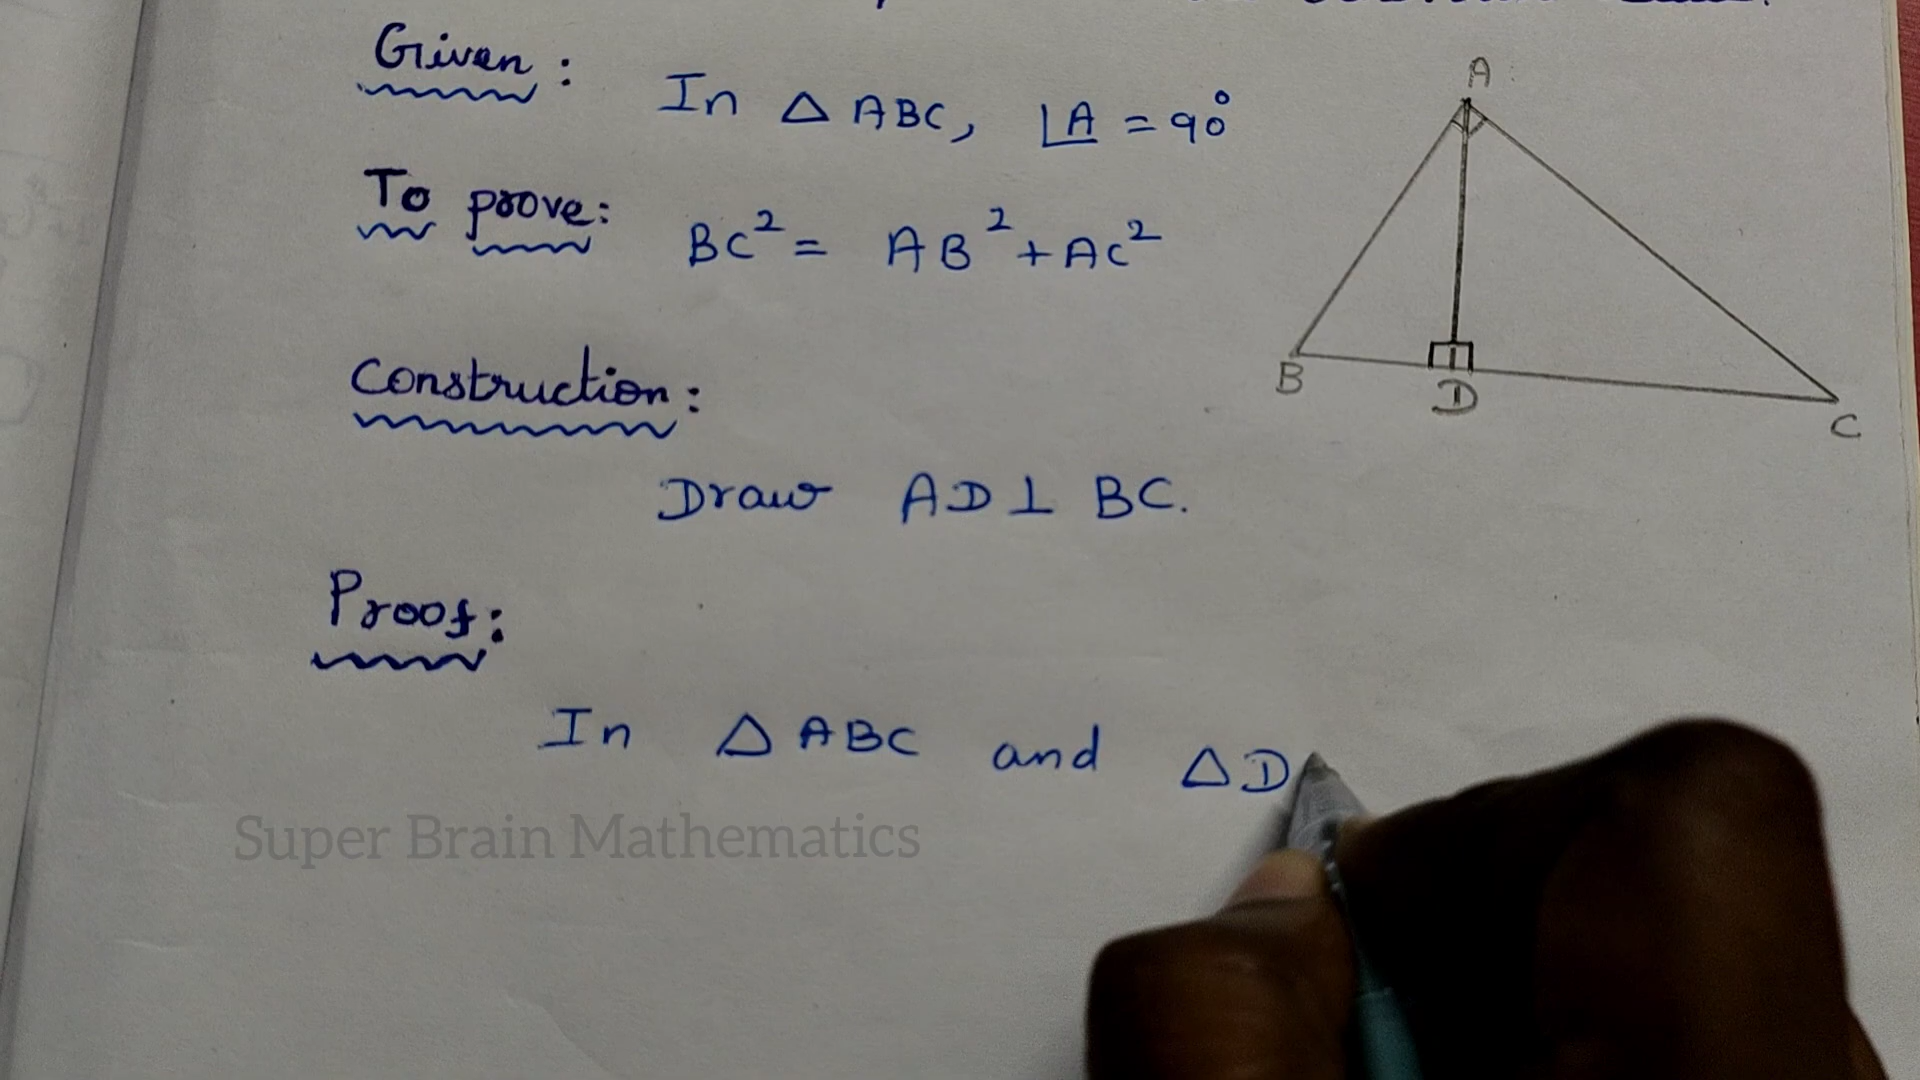 Given : In △ ABC, ∟A = 90°
To prove: BC² = AB² + AC²
Construction:
Draw AD ⊥ BC.
Proof:
In △ ABC and △ D
Super Brain Mathematics
A
B
D
C